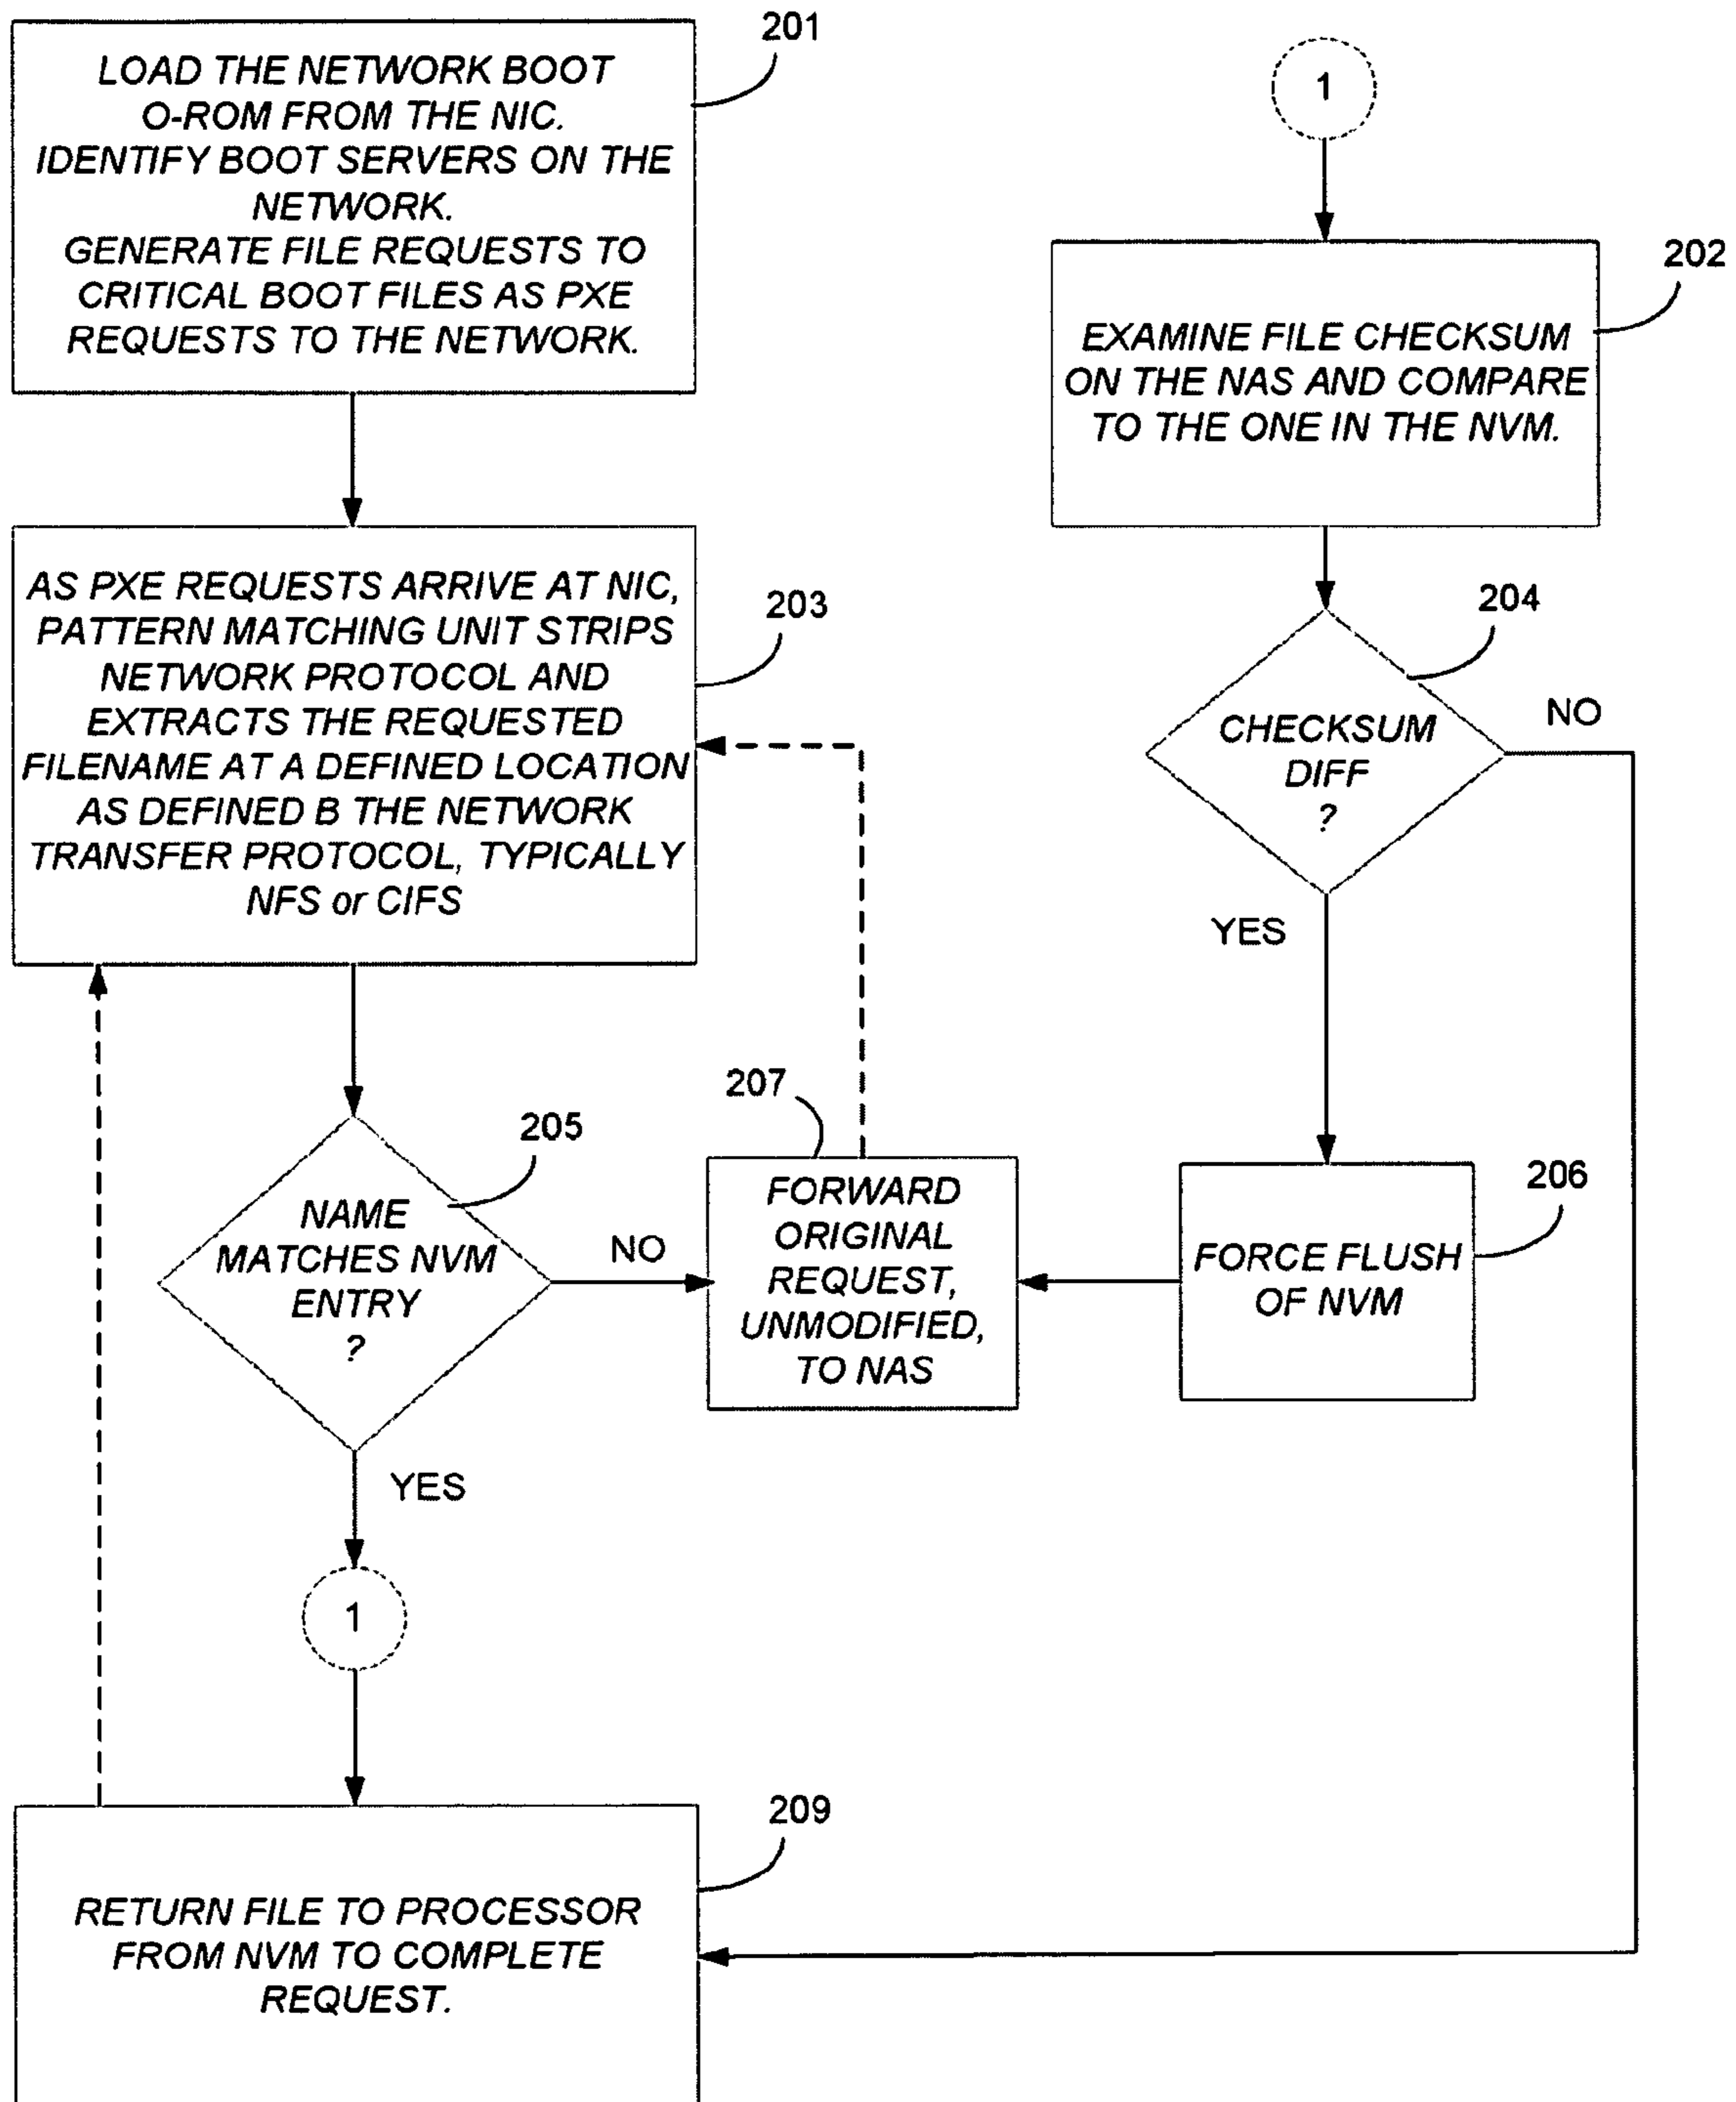 201
LOAD THE NETWORK BOOT
O-ROM FROM THE NIC.
IDENTIFY BOOT SERVERS ON THE
NETWORK.
GENERATE FILE REQUESTS TO
CRITICAL BOOT FILES AS PXE
REQUESTS TO THE NETWORK.
203
AS PXE REQUESTS ARRIVE AT NIC,
PATTERN MATCHING UNIT STRIPS
NETWORK PROTOCOL AND
EXTRACTS THE REQUESTED
FILENAME AT A DEFINED LOCATION
AS DEFINED B THE NETWORK
TRANSFER PROTOCOL, TYPICALLY
NFS or CIFS
205
NAME
MATCHES NVM
ENTRY
?
NO
YES
1
207
FORWARD
ORIGINAL
REQUEST,
UNMODIFIED,
TO NAS
209
RETURN FILE TO PROCESSOR
FROM NVM TO COMPLETE
REQUEST.
1
202
EXAMINE FILE CHECKSUM
ON THE NAS AND COMPARE
TO THE ONE IN THE NVM.
204
CHECKSUM
DIFF
?
NO
YES
206
FORCE FLUSH
OF NVM